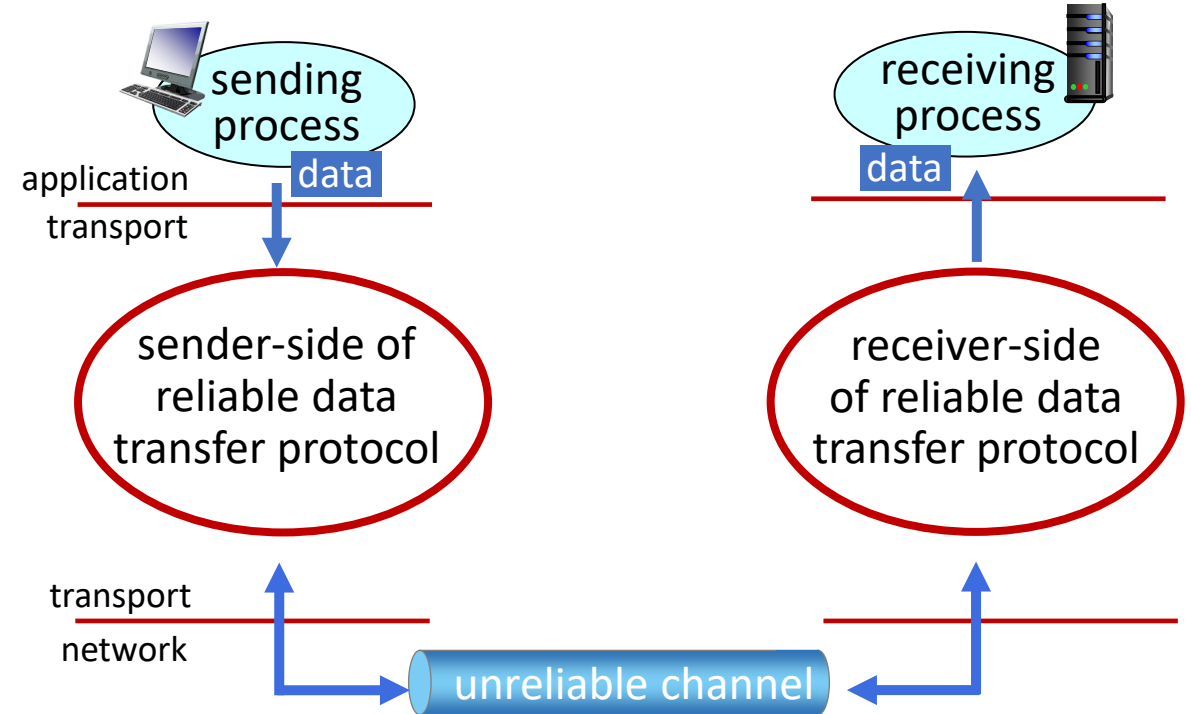 sending
process
data
application
transport
receiving
process
data
sender-side of
reliable data
transfer protocol
receiver-side
of reliable data
transfer protocol
transport
network
unreliable channel